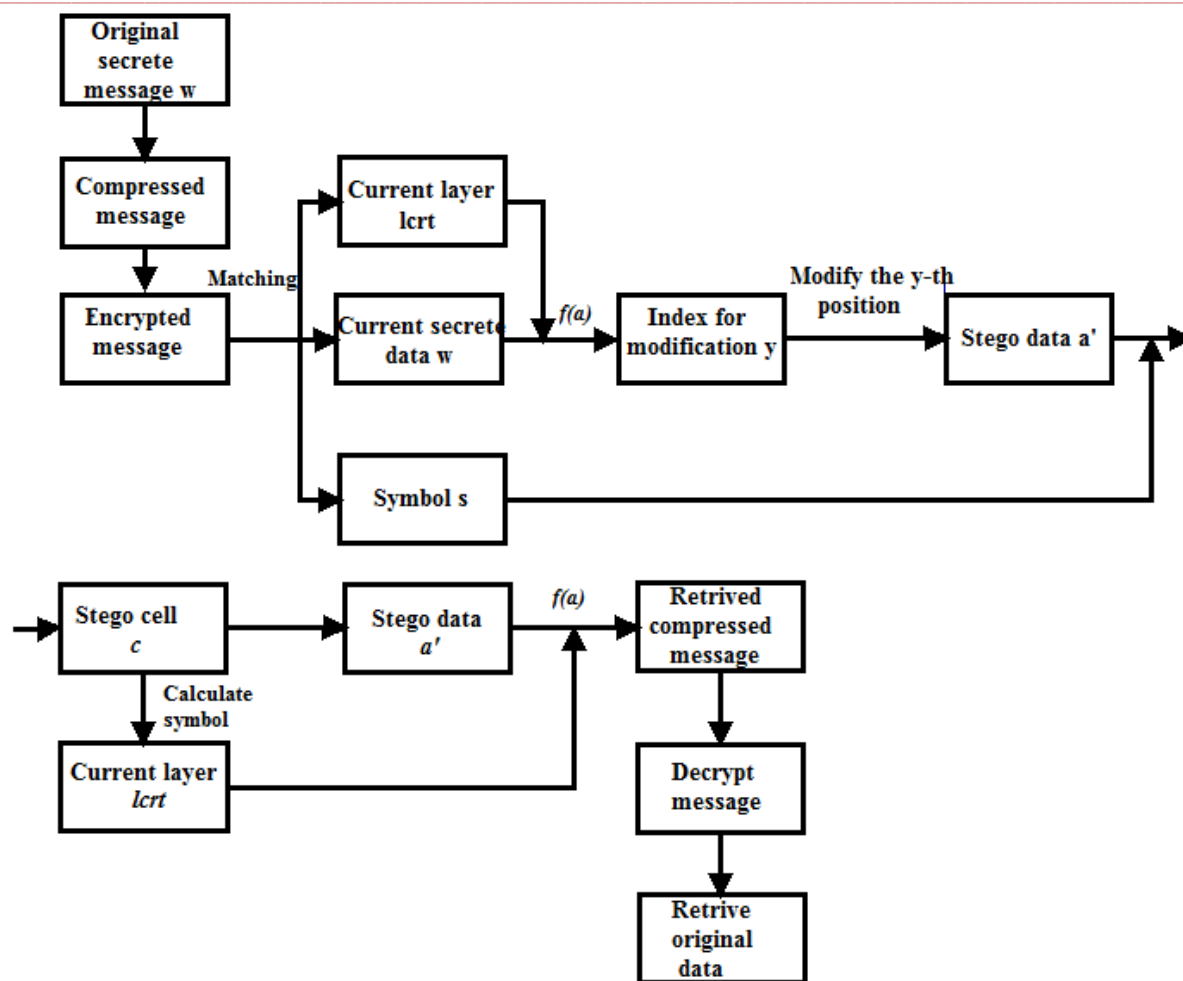 Original
secrete
message w
Compressed
message
Encrypted
message
Matching
Current layer
lcrt
Current secrete
data w
Symbol s
f(a)
Index for
modification y
Modify the y-th
position
Stego data a'
Stego cell
c
Calculate
symbol
Current layer
lcrt
Stego data
a'
f(a)
Retrived
compressed
message
Decrypt
message
Retrive
original
data